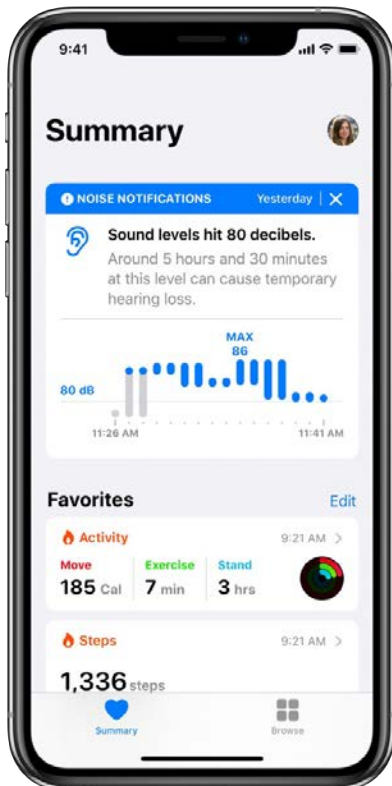 9:41
Summary
NOISE NOTIFICATIONS Yesterday
Sound levels hit 80 decibels.
Around 5 hours and 30 minutes
at this level can cause temporary
hearing loss.
MAX
86
80 dB
11:26 AM 11:41 AM
Favorites Edit
Activity 9:21 AM
Move Exercise Stand
185 Cal 7 min 3 hrs
Steps 9:21 AM
1,336 steps
Summary Browse